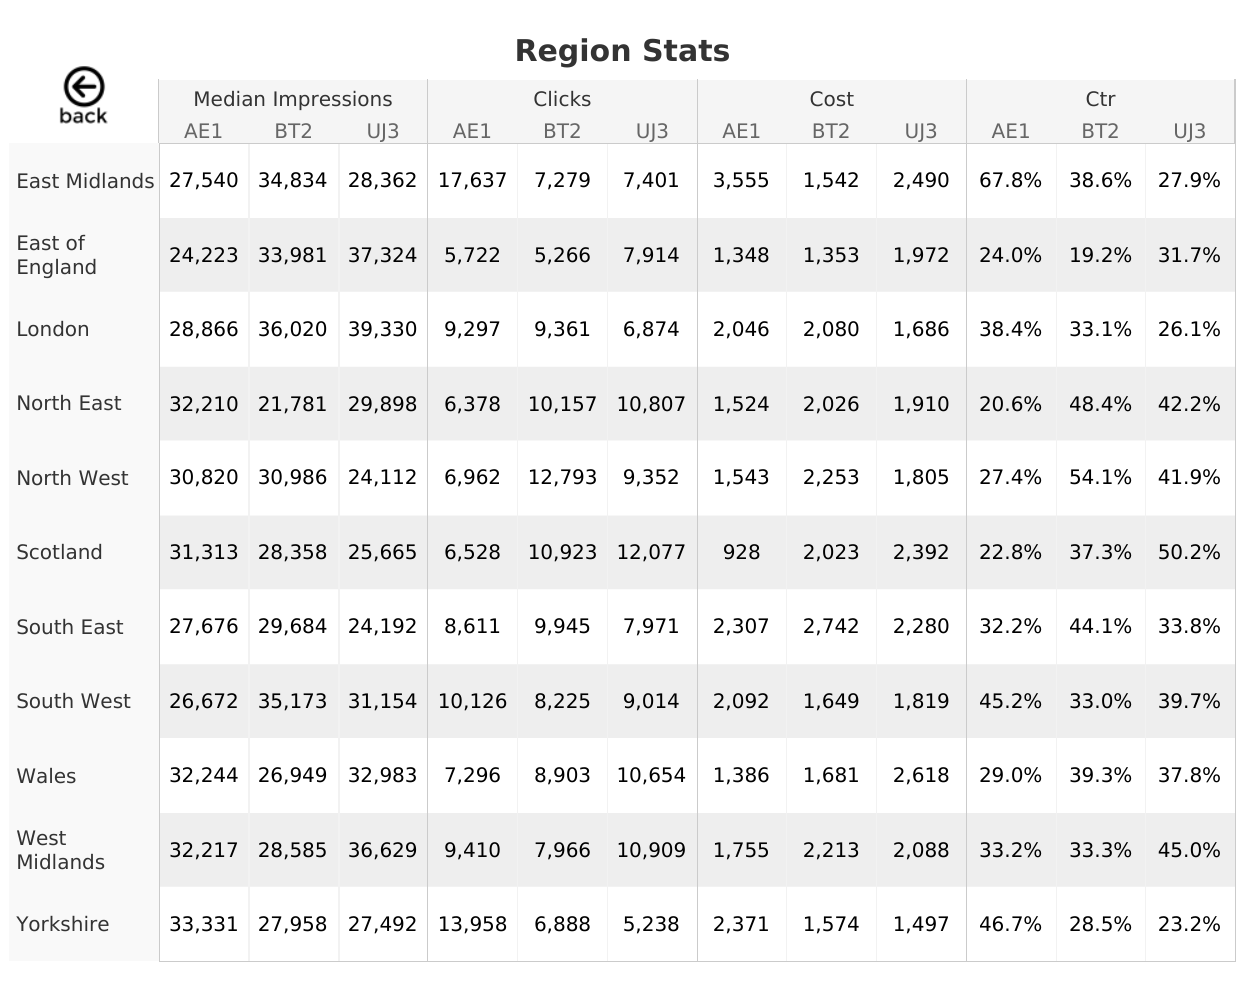 Region Stats
back
Median Impressions Clicks Cost Ctr
AE1 BT2 UJ3 AE1 BT2 UJ3 AE1 BT2 UJ3 AE1 BT2 UJ3
East Midlands 27,540 34,834 28,362 17,637 7,279 7,401 3,555 1,542 2,490 67.8% 38.6% 27.9%
East of
England 24,223 33,981 37,324 5,722 5,266 7,914 1,348 1,353 1,972 24.0% 19.2% 31.7%
London 28,866 36,020 39,330 9,297 9,361 6,874 2,046 2,080 1,686 38.4% 33.1% 26.1%
North East 32,210 21,781 29,898 6,378 10,157 10,807 1,524 2,026 1,910 20.6% 48.4% 42.2%
North West 30,820 30,986 24,112 6,962 12,793 9,352 1,543 2,253 1,805 27.4% 54.1% 41.9%
Scotland 31,313 28,358 25,665 6,528 10,923 12,077 928 2,023 2,392 22.8% 37.3% 50.2%
South East 27,676 29,684 24,192 8,611 9,945 7,971 2,307 2,742 2,280 32.2% 44.1% 33.8%
South West 26,672 35,173 31,154 10,126 8,225 9,014 2,092 1,649 1,819 45.2% 33.0% 39.7%
Wales 32,244 26,949 32,983 7,296 8,903 10,654 1,386 1,681 2,618 29.0% 39.3% 37.8%
West
Midlands 32,217 28,585 36,629 9,410 7,966 10,909 1,755 2,213 2,088 33.2% 33.3% 45.0%
Yorkshire 33,331 27,958 27,492 13,958 6,888 5,238 2,371 1,574 1,497 46.7% 28.5% 23.2%